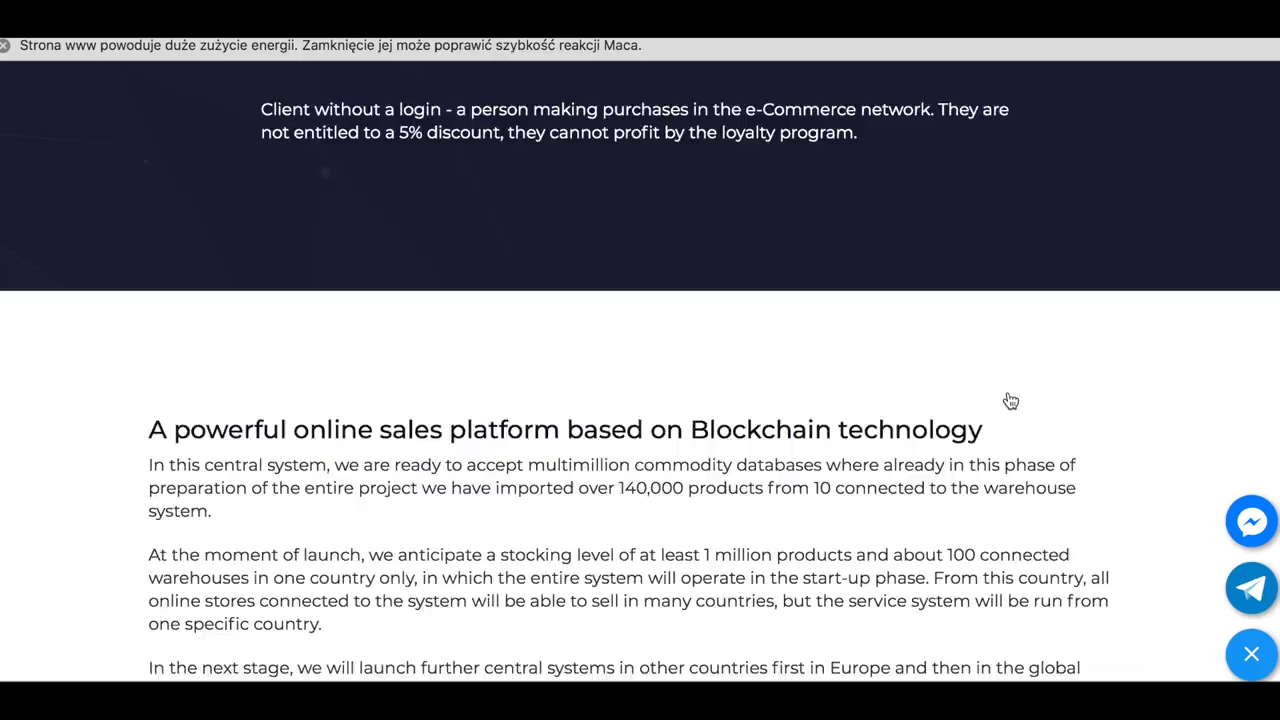 Strona www powoduje duże zużycie energii. Zamknięcie jej może poprawić szybkość reakcji Maca.
Client without a login - a person making purchases in the e-Commerce network. They are
not entitled to a 5% discount, they cannot profit by the loyalty program.
A powerful online sales platform based on Blockchain technology
In this central system, we are ready to accept multimillion commodity databases where already in this phase of
preparation of the entire project we have imported over 140,000 products from 10 connected to the warehouse
system.
At the moment of launch, we anticipate a stocking level of at least 1 million products and about 100 connected
warehouses in one country only, in which the entire system will operate in the start-up phase. From this country, all
online stores connected to the system will be able to sell in many countries, but the service system will be run from
one specific country.
In the next stage, we will launch further central systems in other countries first in Europe and then in the global